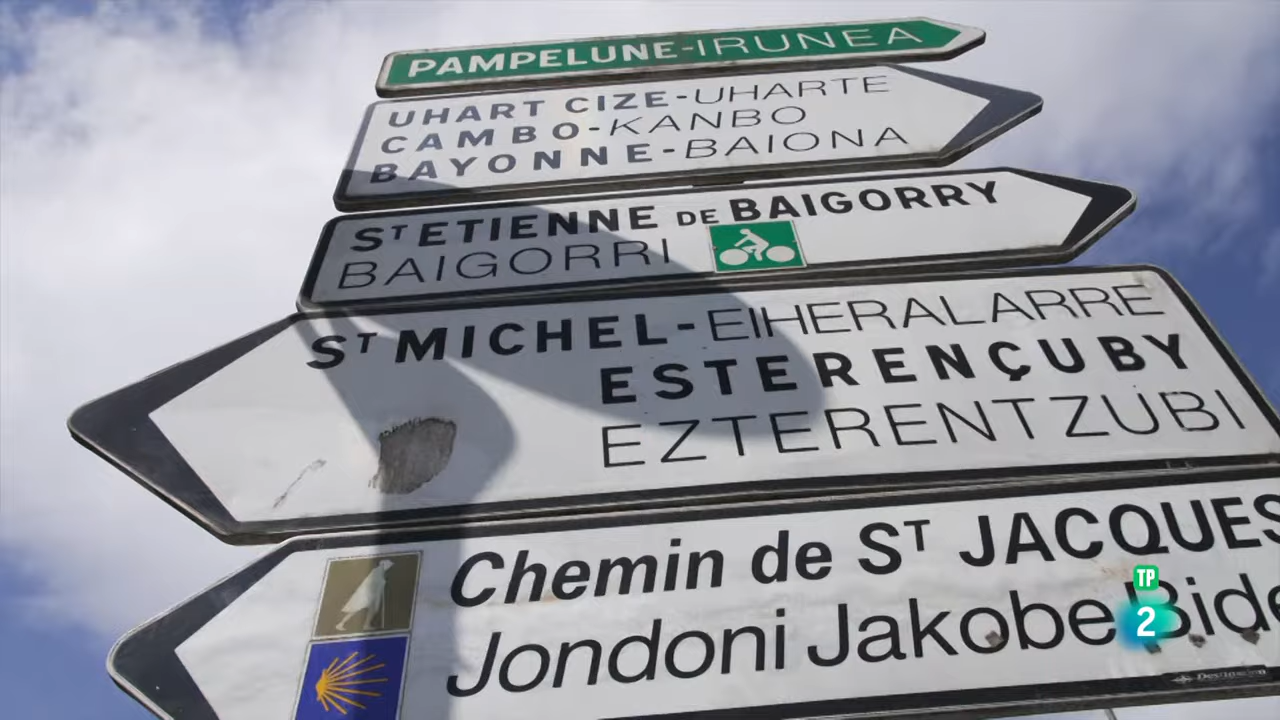 PAMPELUNE-IRUNEA
UHART CIZE-UHARTE
CAMBO-KANBO
BAYONNE-BAIONA
ST ETIENNE DE BAIGORRY
BAIGORRI
ST MICHEL-EIHERALARRE
ESTERENÇUBY
EZTERENTZUBI
Chemin de ST JACQUES
Jondoni Jakobe Bide
TP
2